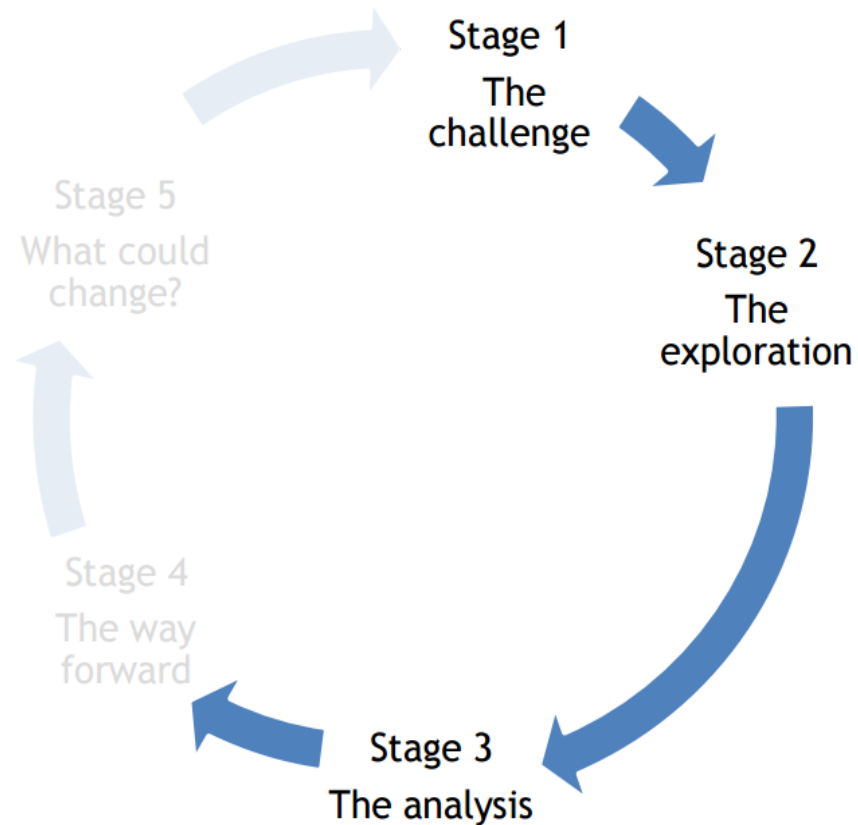 Stage 1
The
challenge
Stage 2
The
exploration
Stage 3
The analysis
Stage 4
The way
forward
Stage 5
What could
change?